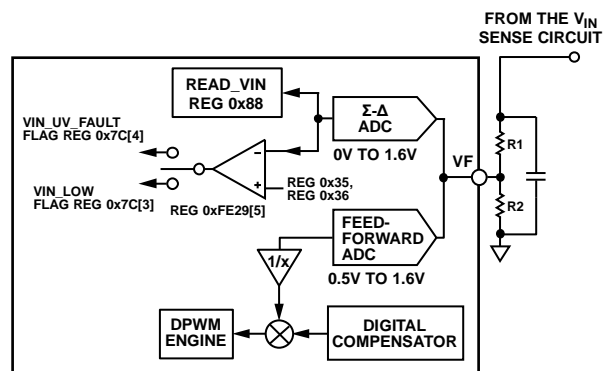 FROM THE VIN
SENSE CIRCUIT
READ_VIN
REG 0x88
Σ-Δ
ADC
0V TO 1.6V
VIN_UV_FAULT
FLAG REG 0x7C[4]
VIN_LOW
FLAG REG 0x7C[3]
–
+
REG 0x35,
REG 0x36
REG 0xFE29[5]
VF
R1
R2
FEED-
FORWARD
ADC
0.5V TO 1.6V
1/x
DPWM
ENGINE
DIGITAL
COMPENSATOR